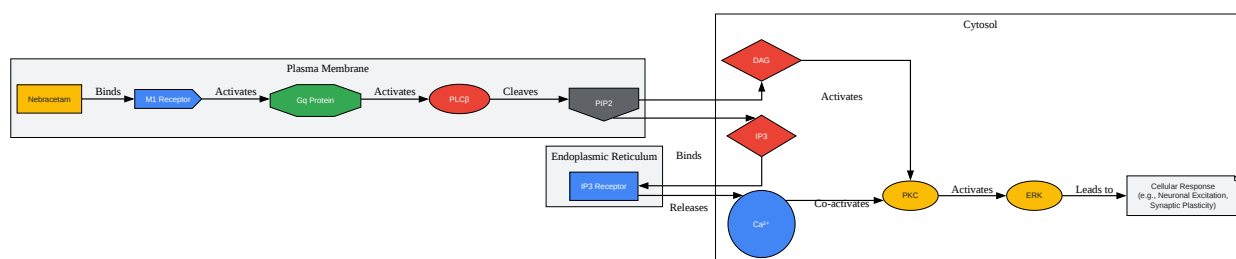 Cytosol
Plasma Membrane
Nebracetam
Binds
M1 Receptor
Activates
Gq Protein
Activates
PLCβ
Cleaves
PIP2
DAG
Activates
IP3
Endoplasmic Reticulum
Binds
IP3 Receptor
Releases
Ca²⁺
Co-activates
PKC
Activates
ERK
Leads to
Cellular Response
(e.g., Neuronal Excitation,
Synaptic Plasticity)